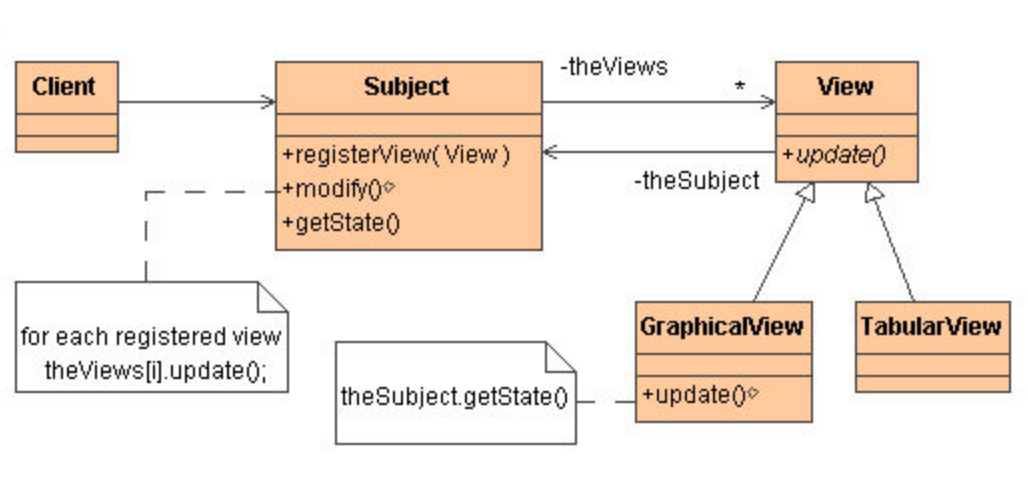 Client
Subject
+registerView( View )
+modify()
+getState()
-theViews
*
View
+update()
-theSubject
for each registered view
theViews[i].update();
theSubject.getState()
GraphicalView
+update()
TabularView